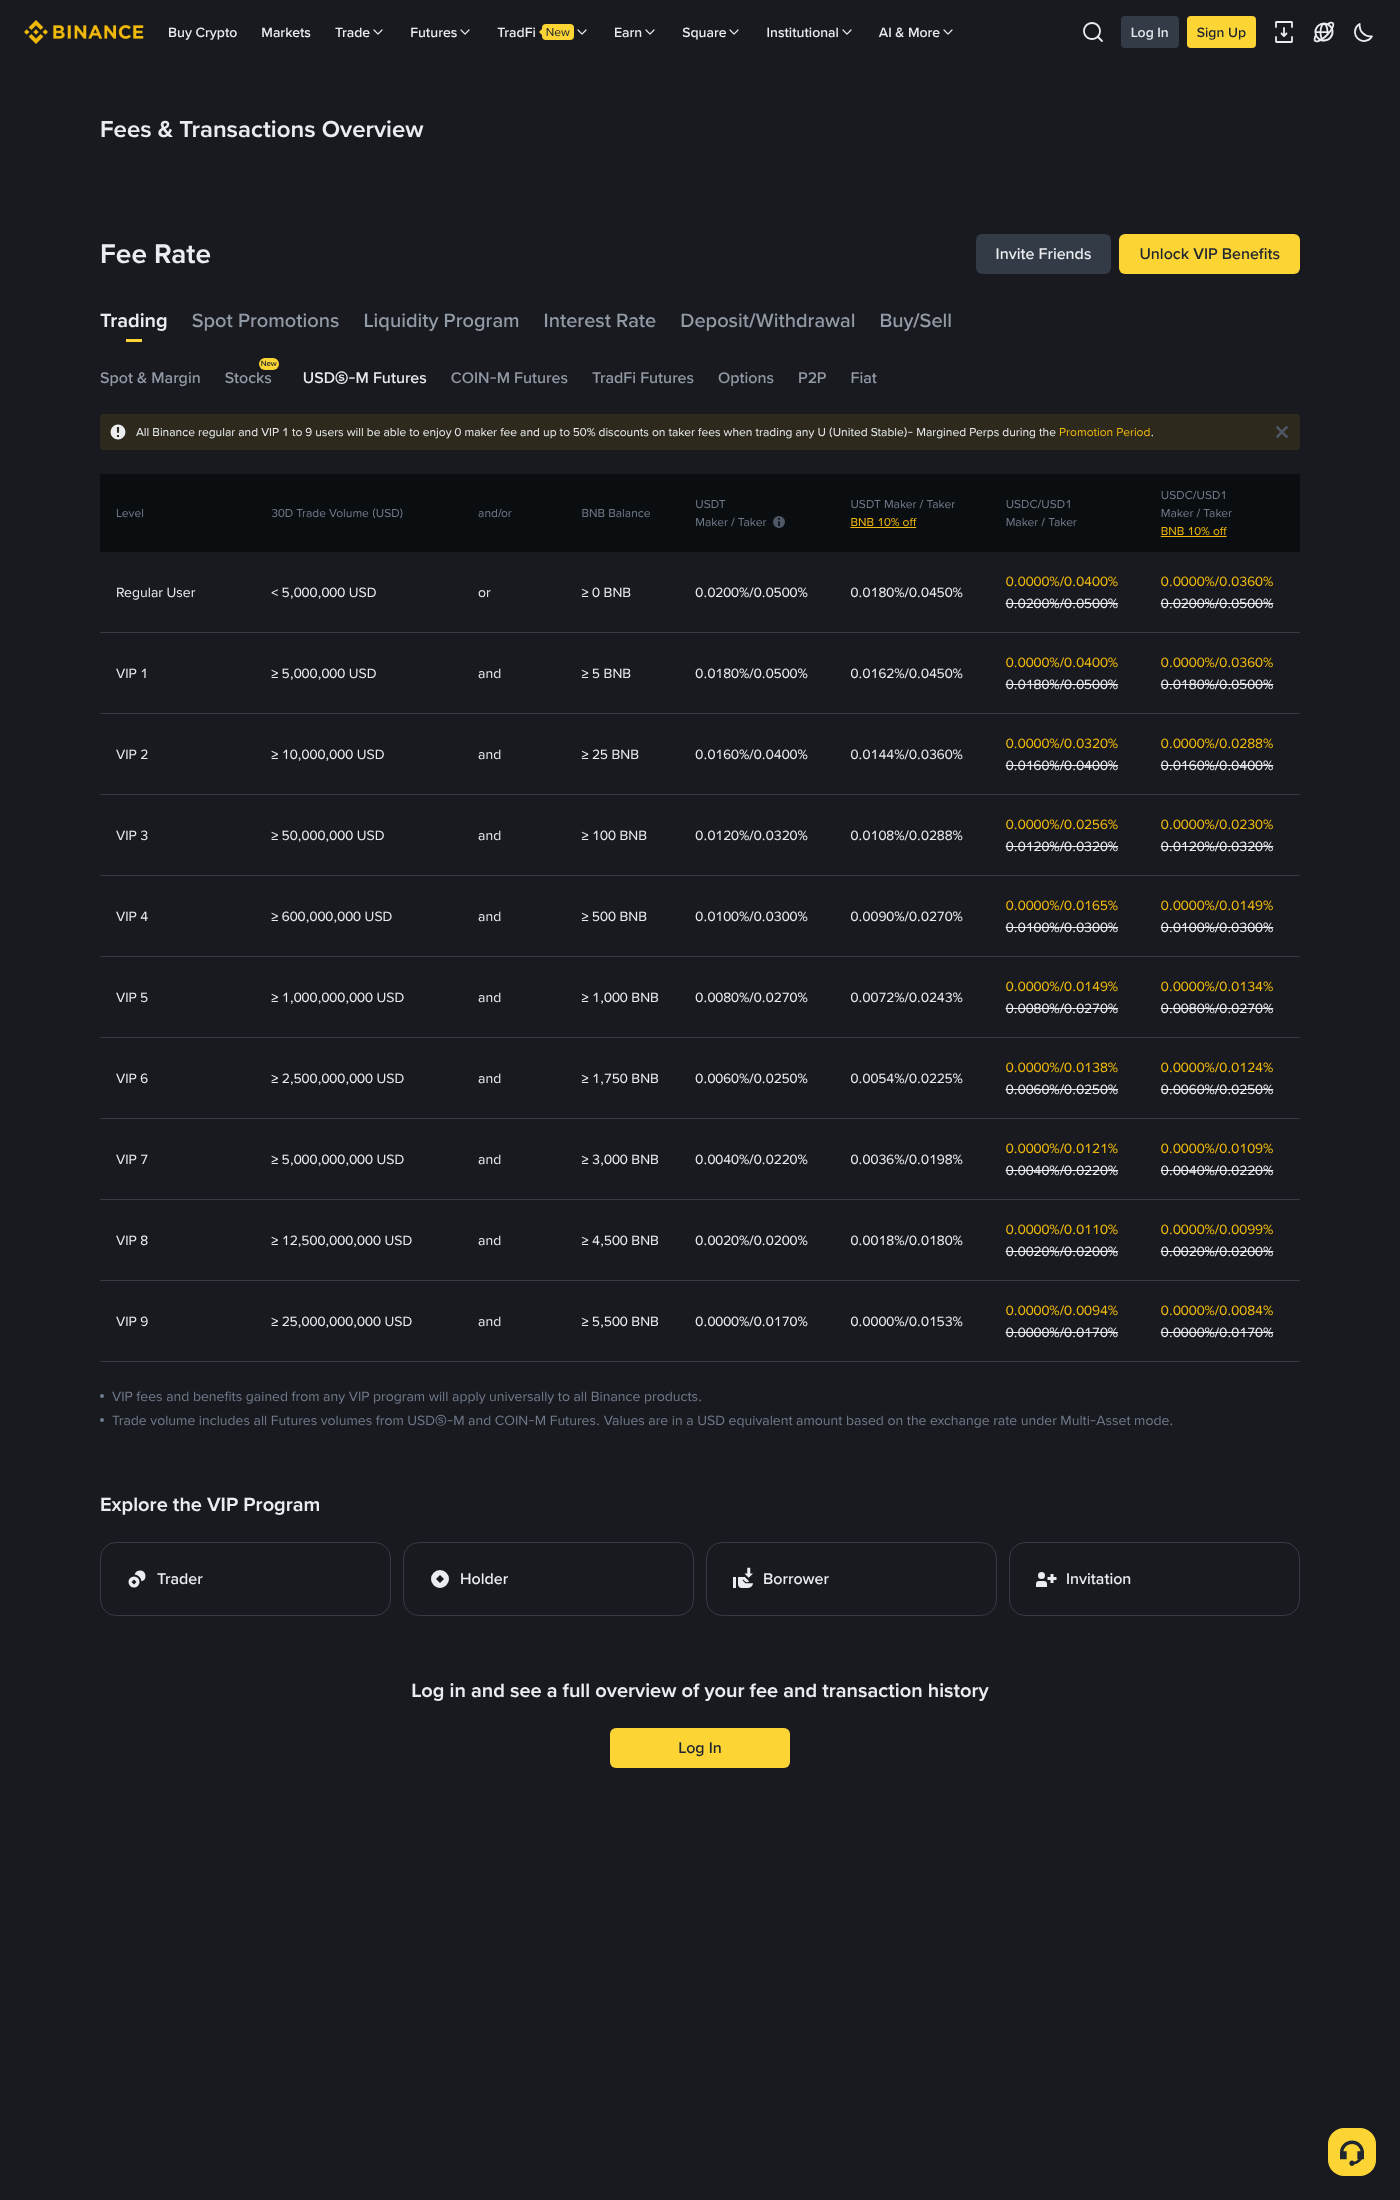 BINANCE Buy Crypto Markets Trade Futures TradFi New Earn Square Institutional AI & More Log In Sign Up
Fees & Transactions Overview
Fee Rate Invite Friends Unlock VIP Benefits
Trading Spot Promotions Liquidity Program Interest Rate Deposit/Withdrawal Buy/Sell
New
Spot & Margin Stocks USDⓈ-M Futures COIN-M Futures TradFi Futures Options P2P Fiat
All Binance regular and VIP 1 to 9 users will be able to enjoy 0 maker fee and up to 50% discounts on taker fees when trading any U (United Stable)- Margined Perps during the Promotion Period.
Level 30D Trade Volume (USD) and/or BNB Balance USDT Maker / Taker USDT Maker / Taker BNB 10% off USDC/USD1 Maker / Taker USDC/USD1 Maker / Taker BNB 10% off
Regular User < 5,000,000 USD or ≥ 0 BNB 0.0200%/0.0500% 0.0180%/0.0450% 0.0000%/0.0400% 0.0000%/0.0360%
0.0200%/0.0500% 0.0200%/0.0500%
VIP 1 ≥ 5,000,000 USD and ≥ 5 BNB 0.0180%/0.0500% 0.0162%/0.0450% 0.0000%/0.0400% 0.0000%/0.0360%
0.0180%/0.0500% 0.0180%/0.0500%
VIP 2 ≥ 10,000,000 USD and ≥ 25 BNB 0.0160%/0.0400% 0.0144%/0.0360% 0.0000%/0.0320% 0.0000%/0.0288%
0.0160%/0.0400% 0.0160%/0.0400%
VIP 3 ≥ 50,000,000 USD and ≥ 100 BNB 0.0120%/0.0320% 0.0108%/0.0288% 0.0000%/0.0256% 0.0000%/0.0230%
0.0120%/0.0320% 0.0120%/0.0320%
VIP 4 ≥ 600,000,000 USD and ≥ 500 BNB 0.0100%/0.0300% 0.0090%/0.0270% 0.0000%/0.0165% 0.0000%/0.0149%
0.0100%/0.0300% 0.0100%/0.0300%
VIP 5 ≥ 1,000,000,000 USD and ≥ 1,000 BNB 0.0080%/0.0270% 0.0072%/0.0243% 0.0000%/0.0149% 0.0000%/0.0134%
0.0080%/0.0270% 0.0080%/0.0270%
VIP 6 ≥ 2,500,000,000 USD and ≥ 1,750 BNB 0.0060%/0.0250% 0.0054%/0.0225% 0.0000%/0.0138% 0.0000%/0.0124%
0.0060%/0.0250% 0.0060%/0.0250%
VIP 7 ≥ 5,000,000,000 USD and ≥ 3,000 BNB 0.0040%/0.0220% 0.0036%/0.0198% 0.0000%/0.0121% 0.0000%/0.0109%
0.0040%/0.0220% 0.0040%/0.0220%
VIP 8 ≥ 12,500,000,000 USD and ≥ 4,500 BNB 0.0020%/0.0200% 0.0018%/0.0180% 0.0000%/0.0110% 0.0000%/0.0099%
0.0020%/0.0200% 0.0020%/0.0200%
VIP 9 ≥ 25,000,000,000 USD and ≥ 5,500 BNB 0.0000%/0.0170% 0.0000%/0.0153% 0.0000%/0.0094% 0.0000%/0.0084%
0.0000%/0.0170% 0.0000%/0.0170%
• VIP fees and benefits gained from any VIP program will apply universally to all Binance products.
• Trade volume includes all Futures volumes from USDⓈ-M and COIN-M Futures. Values are in a USD equivalent amount based on the exchange rate under Multi-Asset mode.
Explore the VIP Program
Trader Holder Borrower Invitation
Log in and see a full overview of your fee and transaction history
Log In